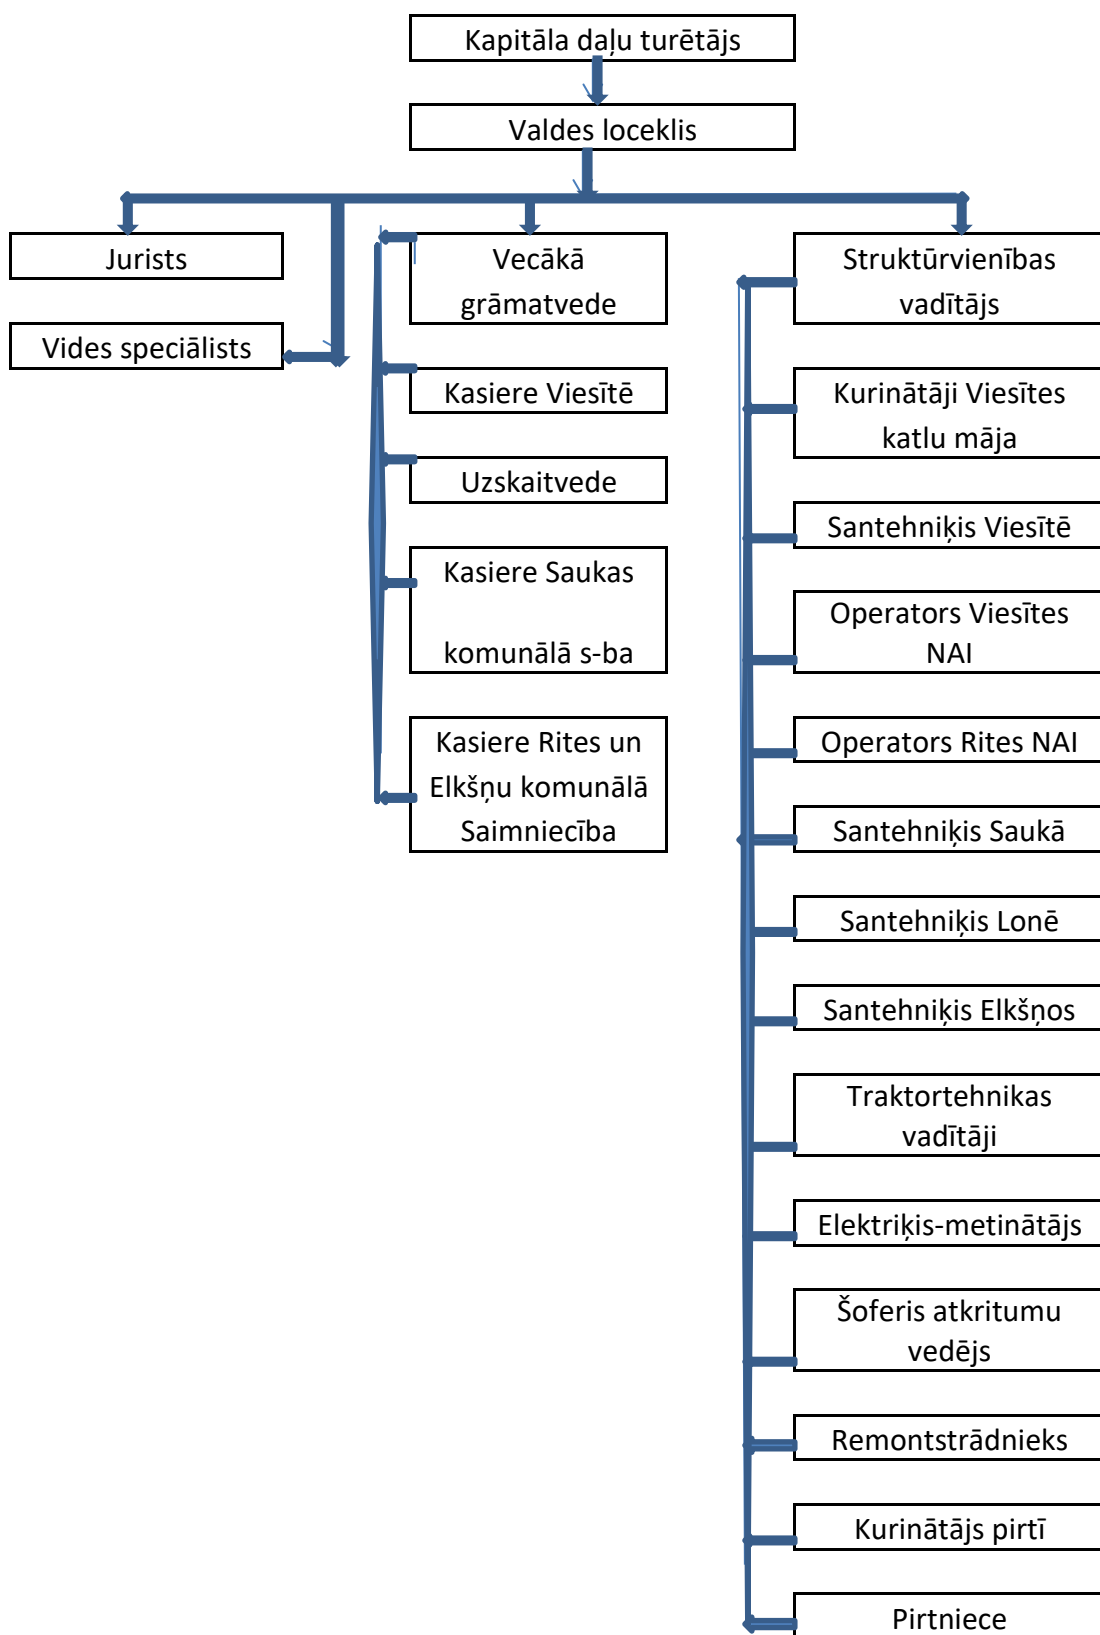 Kapitāla daļu turētājs
Valdes loceklis
Jurists
Vides speciālists
Vecākā
grāmatvede
Kasiere Viesītē
Uzskaitvede
Kasiere Saukas
komunālā s-ba
Kasiere Rites un
Elkšņu komunālā
Saimniecība
Struktūrvienības
vadītājs
Kurinātāji Viesītes
katlu māja
Santehniķis Viesītē
Operators Viesītes
NAI
Operators Rites NAI
Santehniķis Saukā
Santehniķis Lonē
Santehniķis Elkšņos
Traktortehnikas
vadītāji
Elektriķis-metinātājs
Šoferis atkritumu
vedējs
Remontstrādnieks
Kurinātājs pirtī
Pirtniece